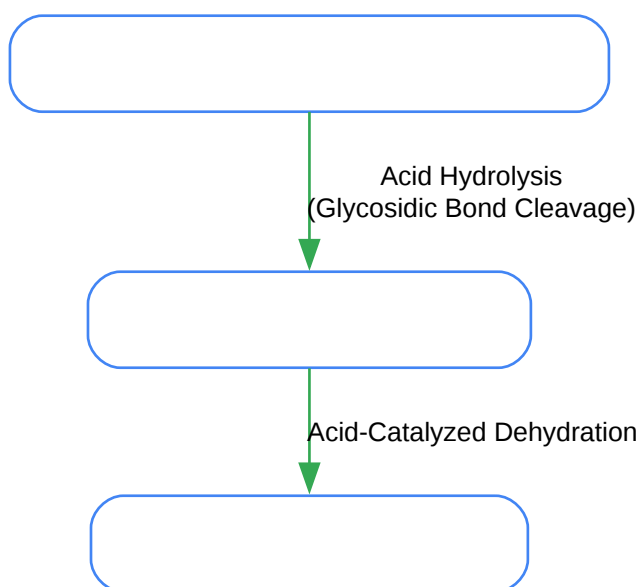 Acid Hydrolysis
(Glycosidic Bond Cleavage)
Acid-Catalyzed Dehydration